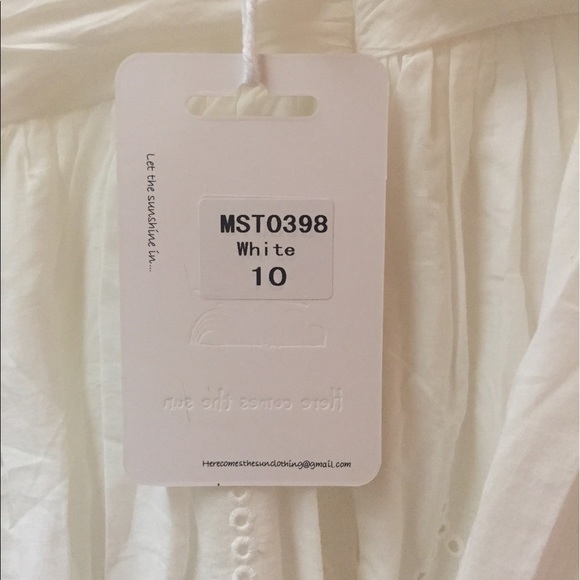 Let the sunshine in...
MST0398
White
10
Here comes the sun
Herecomesthesunclothing@gmail.com